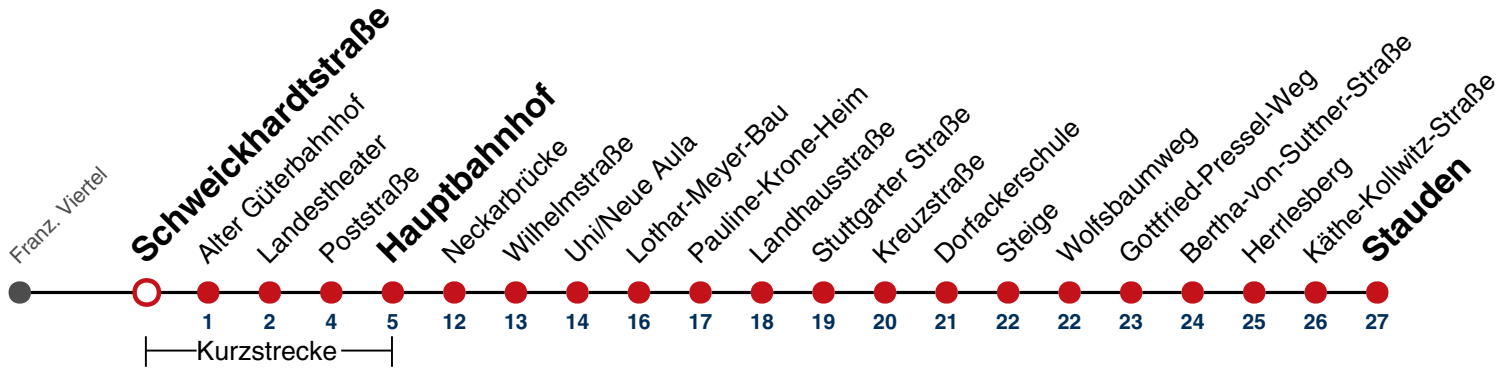 Franz. Viertel
Schweickhardtstraße
Alter Güterbahnhof
Landestheater
Poststraße
Hauptbahnhof
Neckarbrücke
Wilhelmstraße
Uni/Neue Aula
Lothar-Meyer-Bau
Pauline-Krone-Heim
Landhausstraße
Stuttgarter Straße
Kreuzstraße
Dorfackerschule
Steige
Wolfsbaumweg
Gottfried-Pressel-Weg
Bertha-von-Suttner-Straße
Herrlesberg
Käthe-Kollwitz-Straße
Stauden
1 2 4 5 12 13 14 16 17 18 19 20 21 22 22 23 24 25 26 27
Kurzstrecke